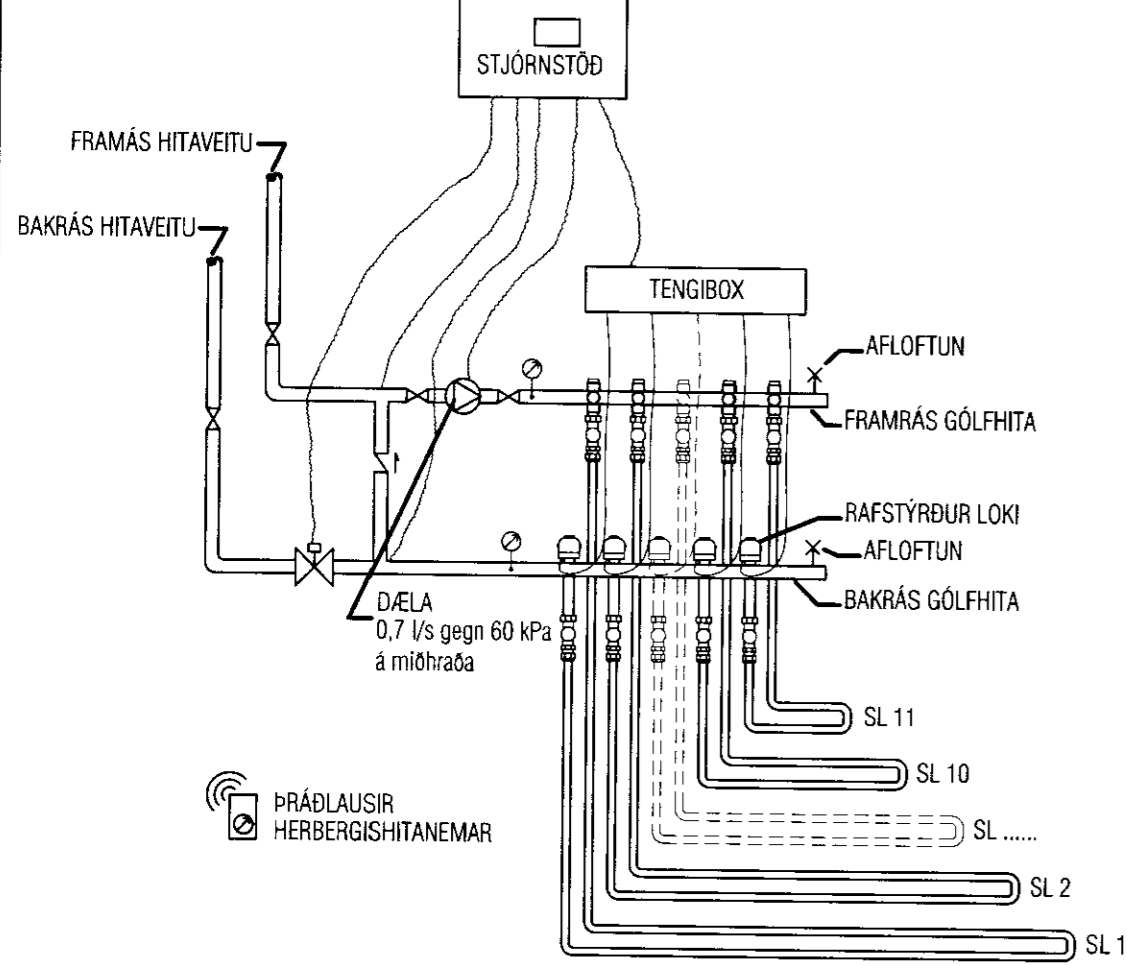 STJÓRNSTÖÐ
FRAMÁS HITAVEITU
BAKRÁS HITAVEITU
TENGIBOX
AFLOFTUN
FRAMRÁS GÓLFHITA
RAFSTÝRÐUR LOKI
AFLOFTUN
BAKRÁS GÓLFHITA
DÆLA
0,7 l/s gegn 60 kPa
á miðhraða
SL 11
SL 10
ÞRÁÐLAUSIR
HERBERGISHITANEMAR
SL ......
SL 2
SL 1